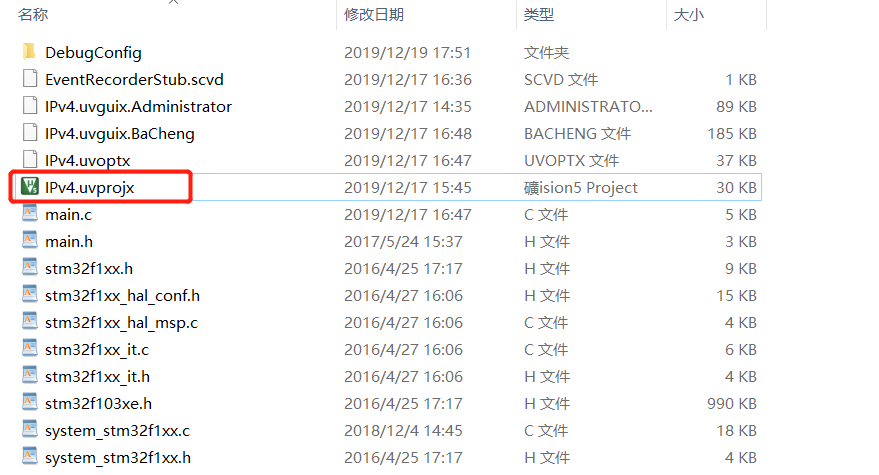 名称 修改日期 类型 大小
DebugConfig 2019/12/19 17:51 文件夹
EventRecorderStub.scvd 2019/12/17 16:36 SCVD 文件 1 KB
IPv4.uvguix.Administrator 2019/12/17 14:35 ADMINISTRATO... 89 KB
IPv4.uvguix.BaCheng 2019/12/17 16:48 BACHENG 文件 185 KB
IPv4.uvoptx 2019/12/17 16:47 UVOPTX 文件 37 KB
IPv4.uvprojx 2019/12/17 15:45 礦ision5 Project 30 KB
main.c 2019/12/17 16:47 C 文件 5 KB
main.h 2017/5/24 15:37 H 文件 3 KB
stm32f1xx.h 2016/4/25 17:17 H 文件 9 KB
stm32f1xx_hal_conf.h 2016/4/27 16:06 H 文件 15 KB
stm32f1xx_hal_msp.c 2016/4/27 16:06 C 文件 4 KB
stm32f1xx_it.c 2016/4/27 16:06 C 文件 6 KB
stm32f1xx_it.h 2016/4/27 16:06 H 文件 4 KB
stm32f103xe.h 2016/4/25 17:17 H 文件 990 KB
system_stm32f1xx.c 2018/12/4 14:45 C 文件 18 KB
system_stm32f1xx.h 2016/4/25 17:17 H 文件 4 KB